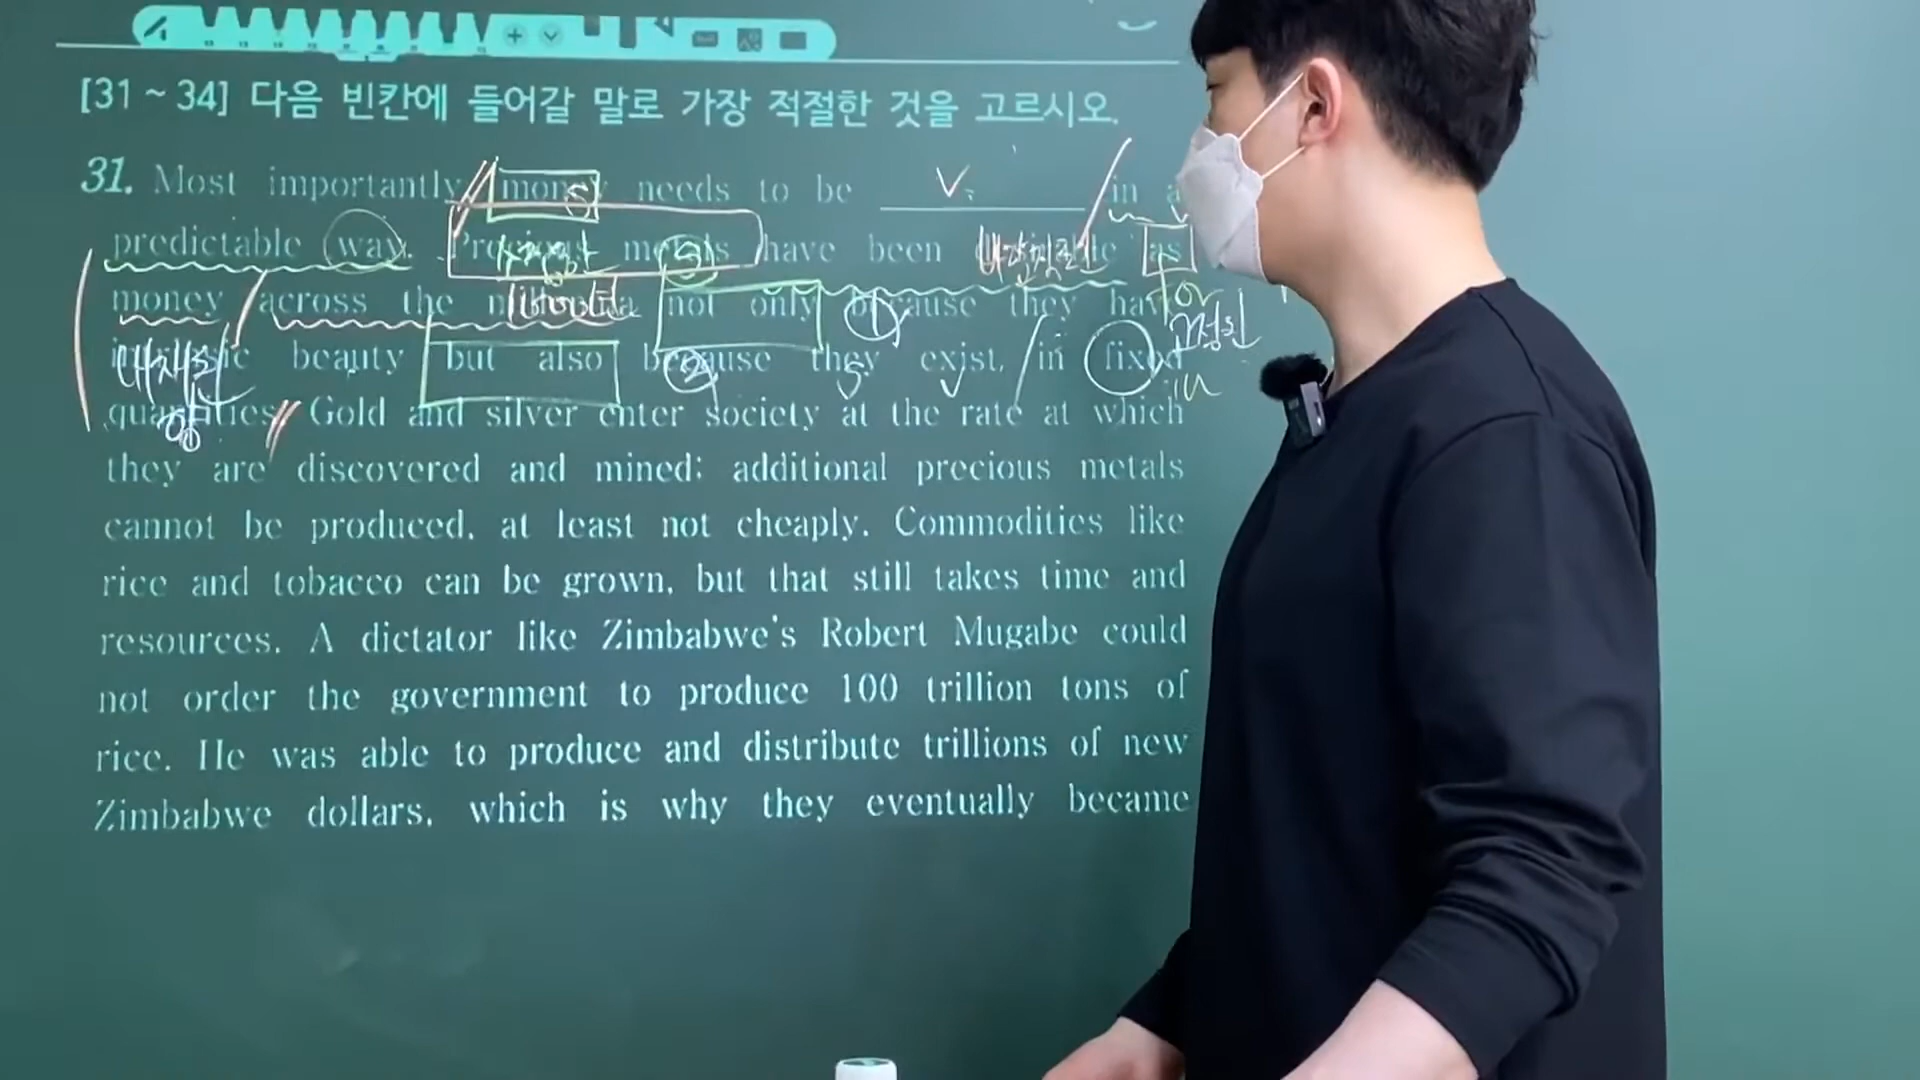 [31 ~ 34] 다음 빈칸에 들어갈 말로 가장 적절한 것을 고르시오.
31. Most importantly, money needs to be ______ in a
predictable way. Precious metals have been as
money across the not only because they have
beauty but also because they exist in fixed
quantities. Gold and silver enter society at the rate at which
they are discovered and mined; additional precious metals
cannot be produced, at least not cheaply. Commodities like
rice and tobacco can be grown, but that still takes time and
resources. A dictator like Zimbabwe's Robert Mugabe could
not order the government to produce 100 trillion tons of
rice. He was able to produce and distribute trillions of new
Zimbabwe dollars, which is why they eventually became